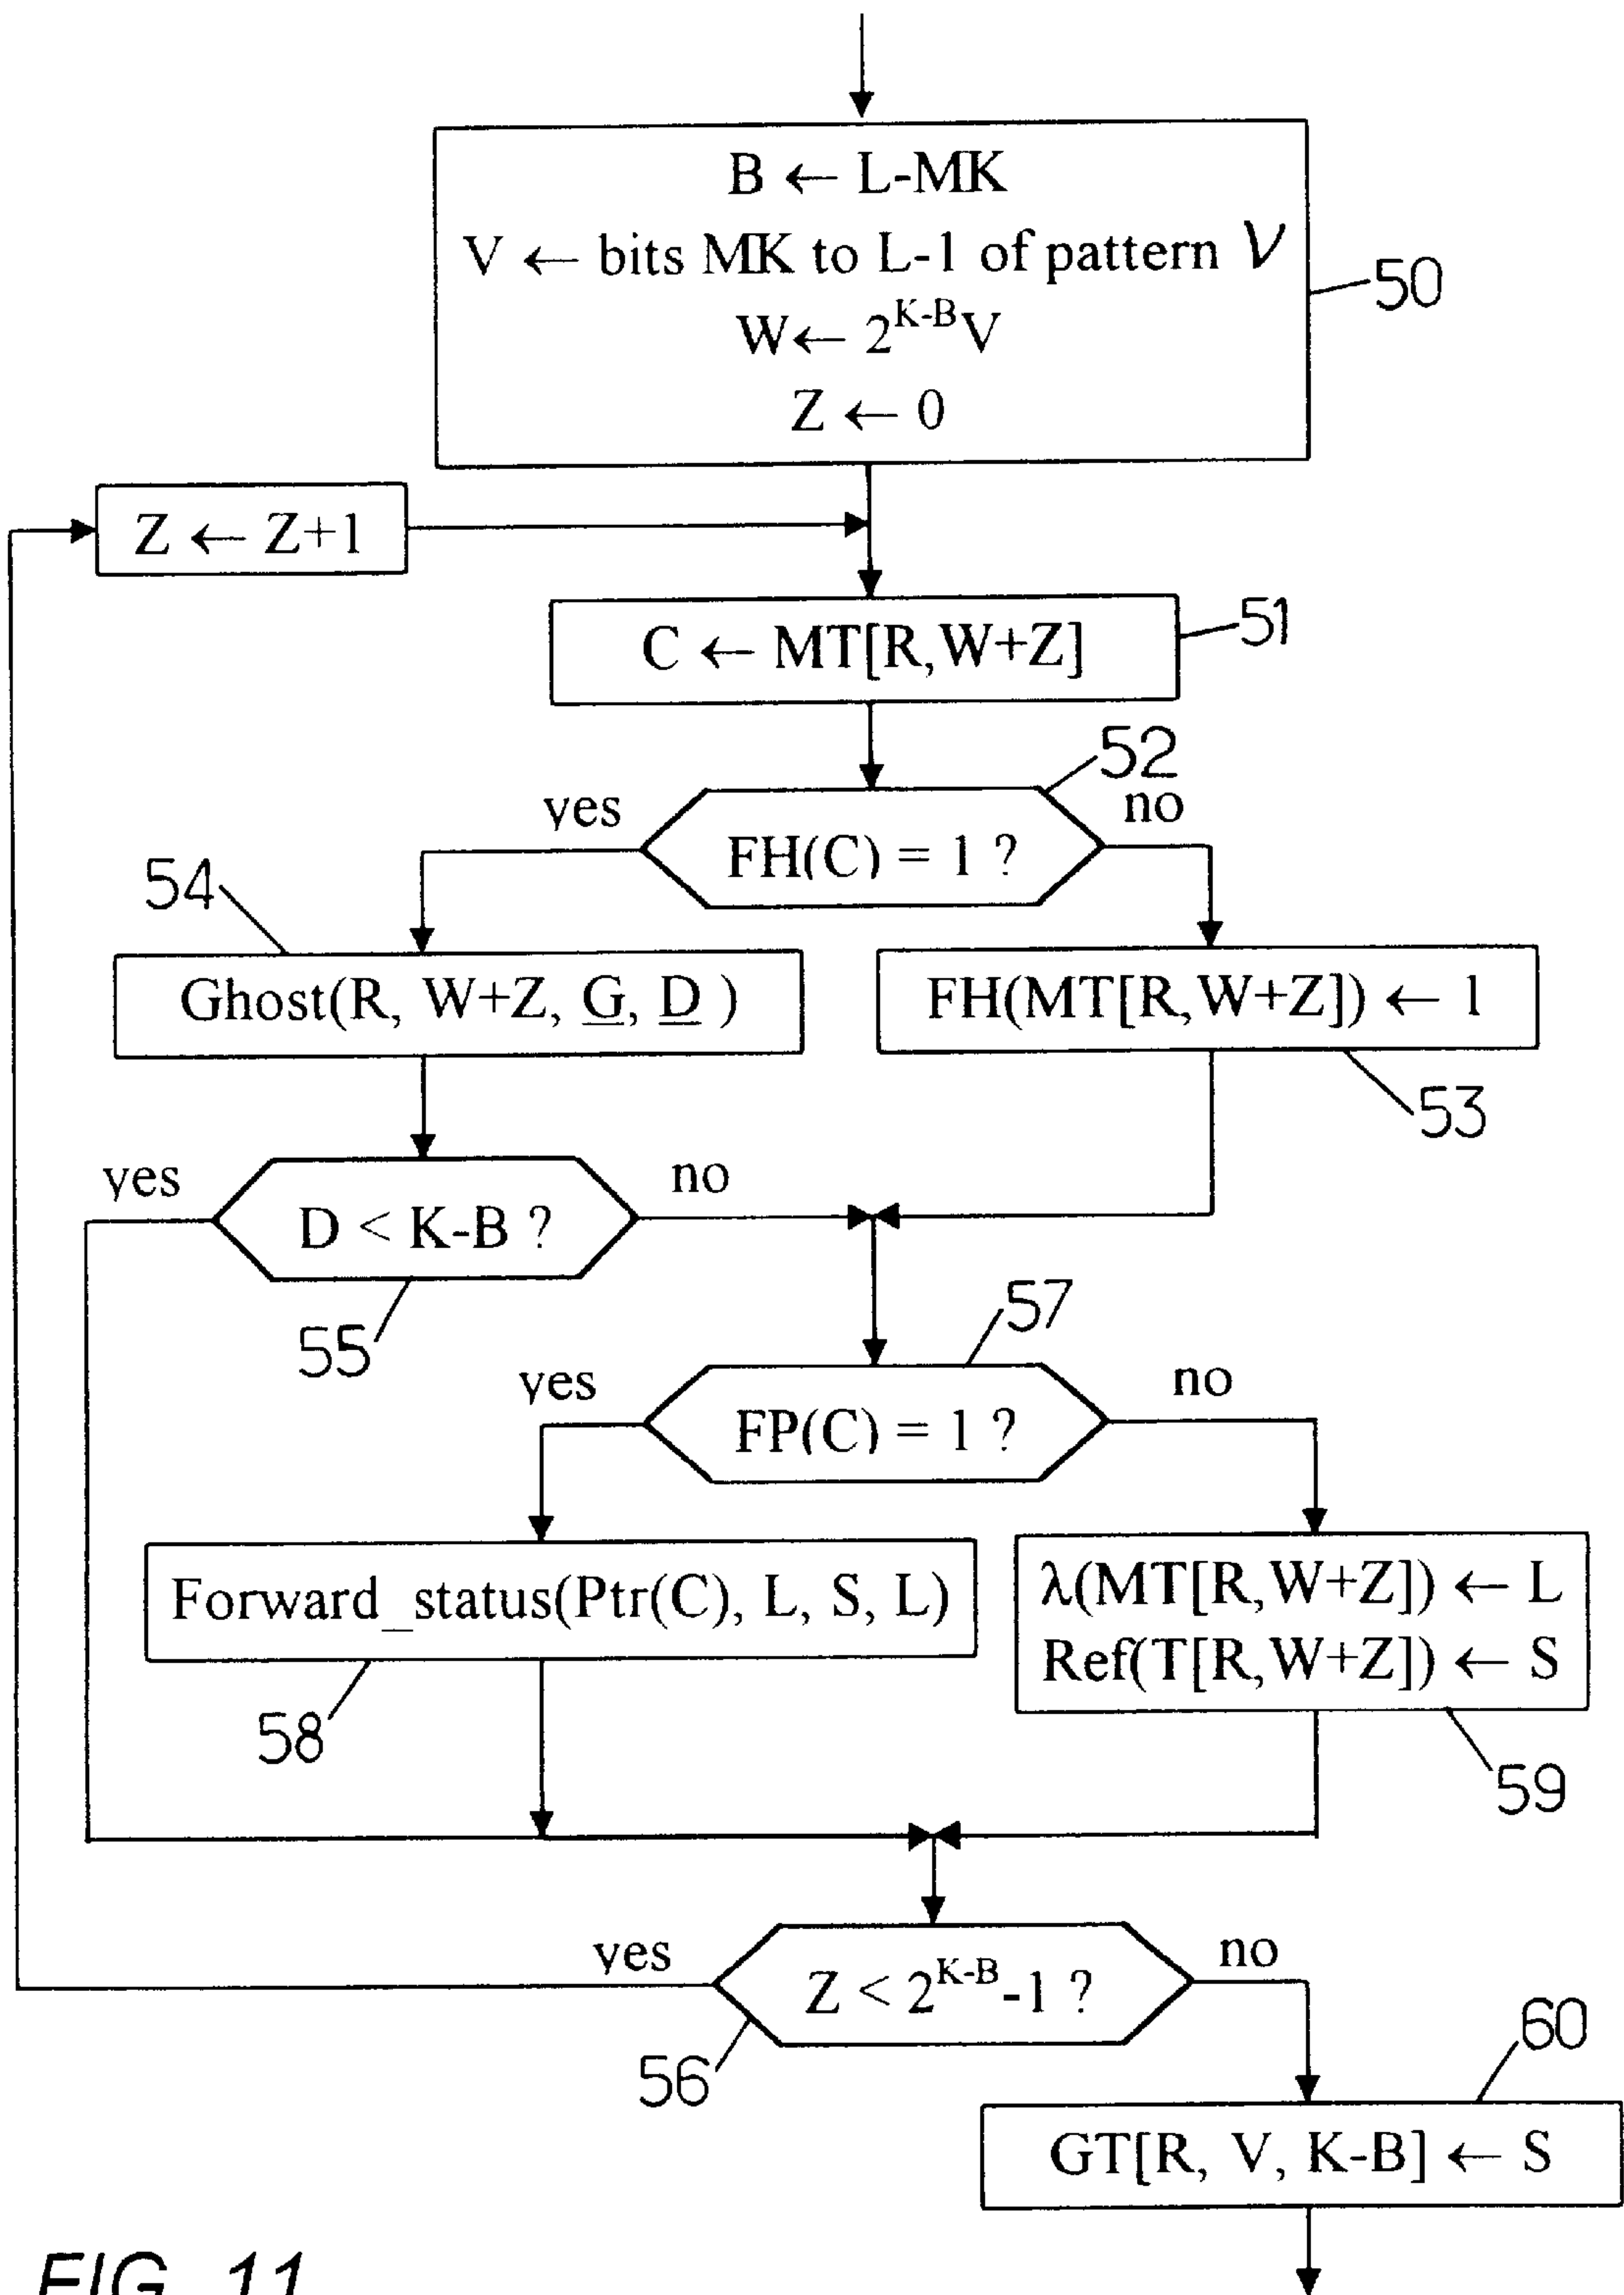 B ← L-MK
V ← bits MK to L-1 of pattern V
W ← 2^{K-B}V
Z ← 0
50
Z ← Z+1
C ← MT[R,W+Z]
51
52
yes
no
FH(C) = 1 ?
54
Ghost(R, W+Z, G, D )
FH(MT[R,W+Z]) ← 1
53
yes
no
D < K-B ?
55
57
yes
no
FP(C) = 1 ?
Forward_status(Ptr(C), L, S, L)
λ(MT[R,W+Z]) ← L
Ref(T[R,W+Z]) ← S
58
59
yes
no
Z < 2^{K-B}-1 ?
56
60
GT[R, V, K-B] ← S
FIG. 11